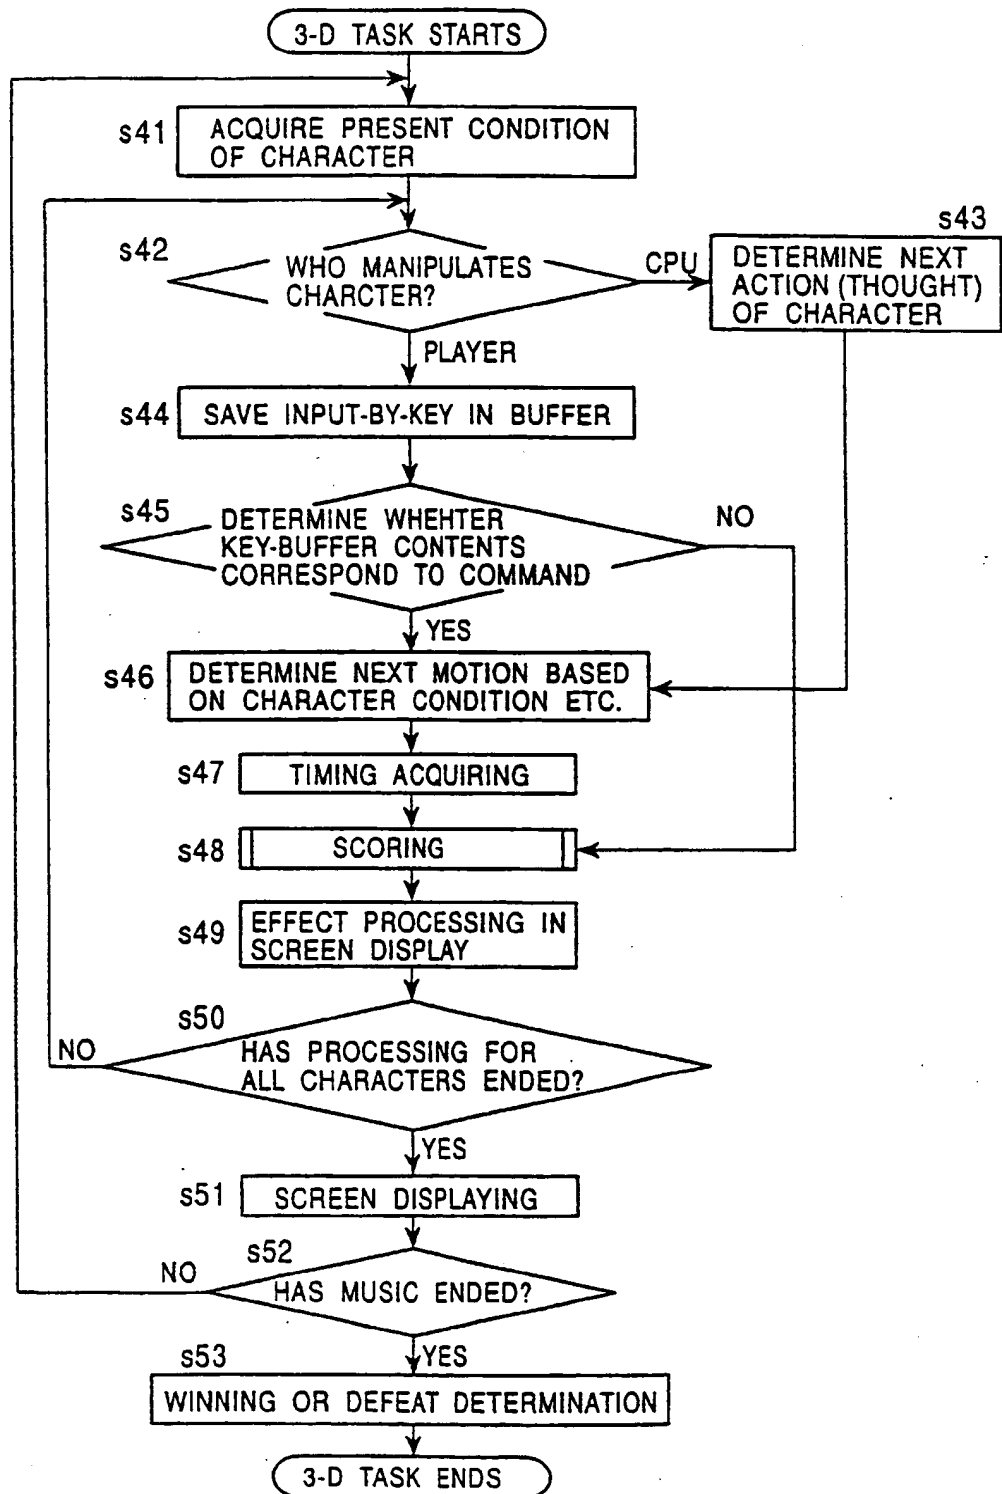 3-D TASK STARTS
s41
ACQUIRE PRESENT CONDITION
OF CHARACTER
s42
WHO MANIPULATES
CHARCTER?
CPU
s43
DETERMINE NEXT
ACTION (THOUGHT)
OF CHARACTER
PLAYER
s44
SAVE INPUT-BY-KEY IN BUFFER
s45
DETERMINE WHEHTER
KEY-BUFFER CONTENTS
CORRESPOND TO COMMAND
NO
YES
s46
DETERMINE NEXT MOTION BASED
ON CHARACTER CONDITION ETC.
s47
TIMING ACQUIRING
s48
SCORING
s49
EFFECT PROCESSING IN
SCREEN DISPLAY
s50
HAS PROCESSING FOR
ALL CHARACTERS ENDED?
NO
YES
s51
SCREEN DISPLAYING
s52
HAS MUSIC ENDED?
NO
YES
s53
WINNING OR DEFEAT DETERMINATION
3-D TASK ENDS